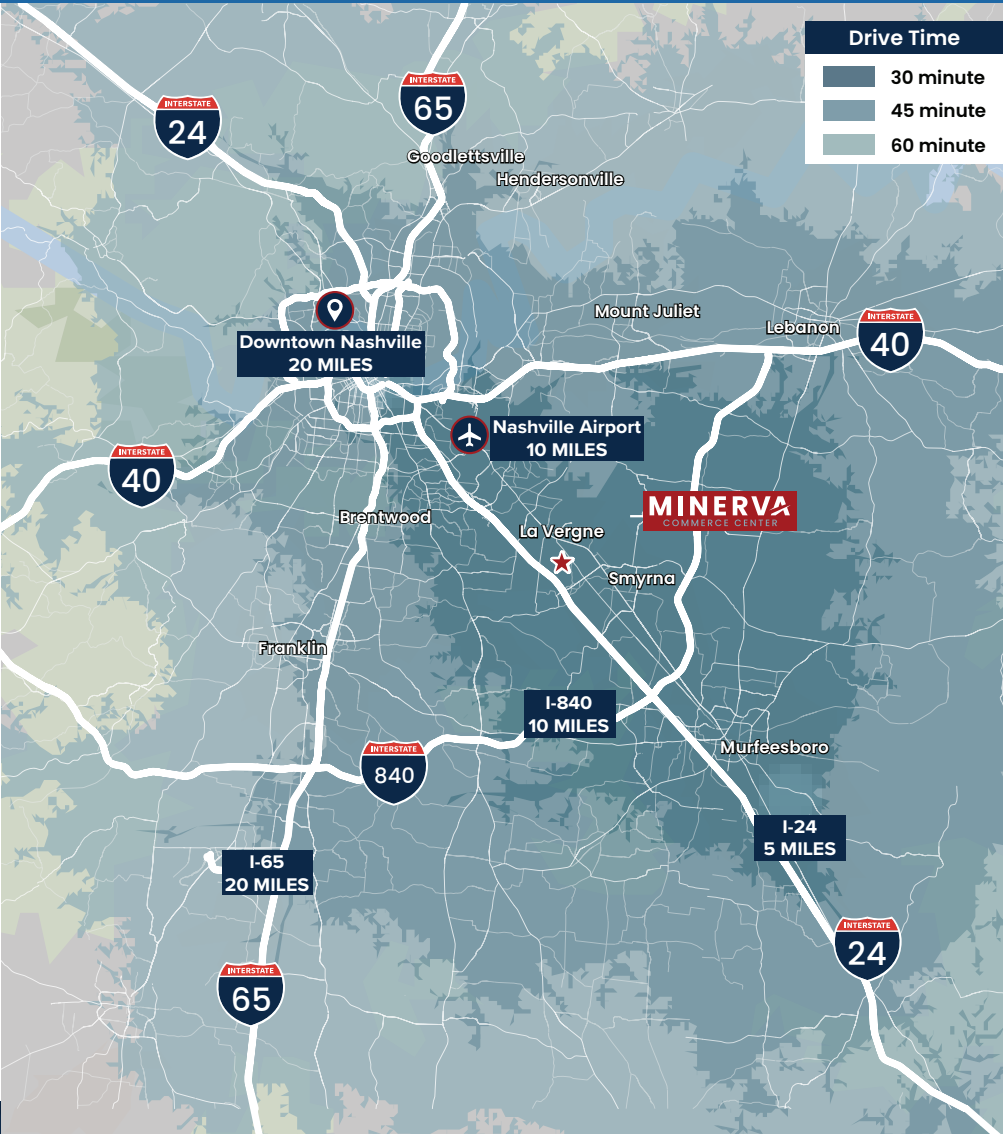 Drive Time
30 minute
45 minute
60 minute
INTERSTATE
65
INTERSTATE
24
Goodlettsville
Hendersonville
Mount Juliet
Lebanon
INTERSTATE
40
Downtown Nashville
20 MILES
Nashville Airport
10 MILES
INTERSTATE
40
MINERVA
COMMERCE CENTER
Brentwood
La Vergne
Smyrna
Franklin
I-840
10 MILES
Murfeesboro
INTERSTATE
840
I-24
5 MILES
I-65
20 MILES
INTERSTATE
24
INTERSTATE
65